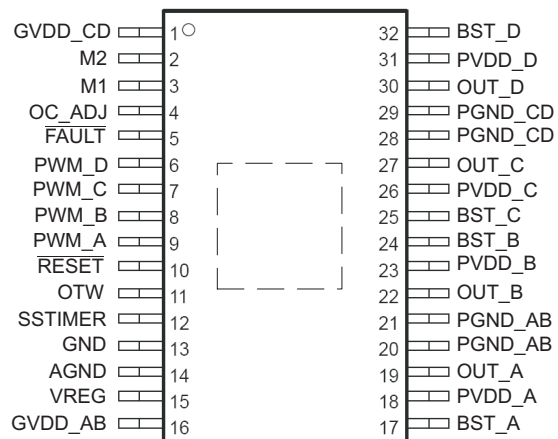 GVDD_CD 1 32 BST_D
M2 2 31 PVDD_D
M1 3 30 OUT_D
OC_ADJ 4 29 PGND_CD
FAULT 5 28 PGND_CD
PWM_D 6 27 OUT_C
PWM_C 7 26 PVDD_C
PWM_B 8 25 BST_C
PWM_A 9 24 BST_B
RESET 10 23 PVDD_B
OTW 11 22 OUT_B
SSTIMER 12 21 PGND_AB
GND 13 20 PGND_AB
AGND 14 19 OUT_A
VREG 15 18 PVDD_A
GVDD_AB 16 17 BST_A